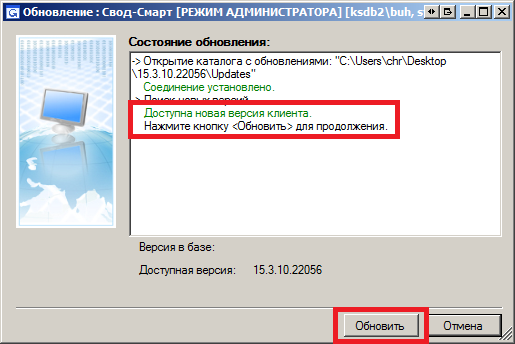 Обновление : Свод-Смарт [РЕЖИМ АДМИНИСТРАТОРА] [ksdb2\buh, s
Состояние обновления:
-> Открытие каталога с обновлениями: "C:\Users\chr\Desktop
\15.3.10.22056\Updates"
Соединение установлено.
-> Поиск новых версий
Доступна новая версия клиента.
Нажмите кнопку <Обновить> для продолжения.
Версия в базе:
Доступная версия: 15.3.10.22056
Обновить Отмена